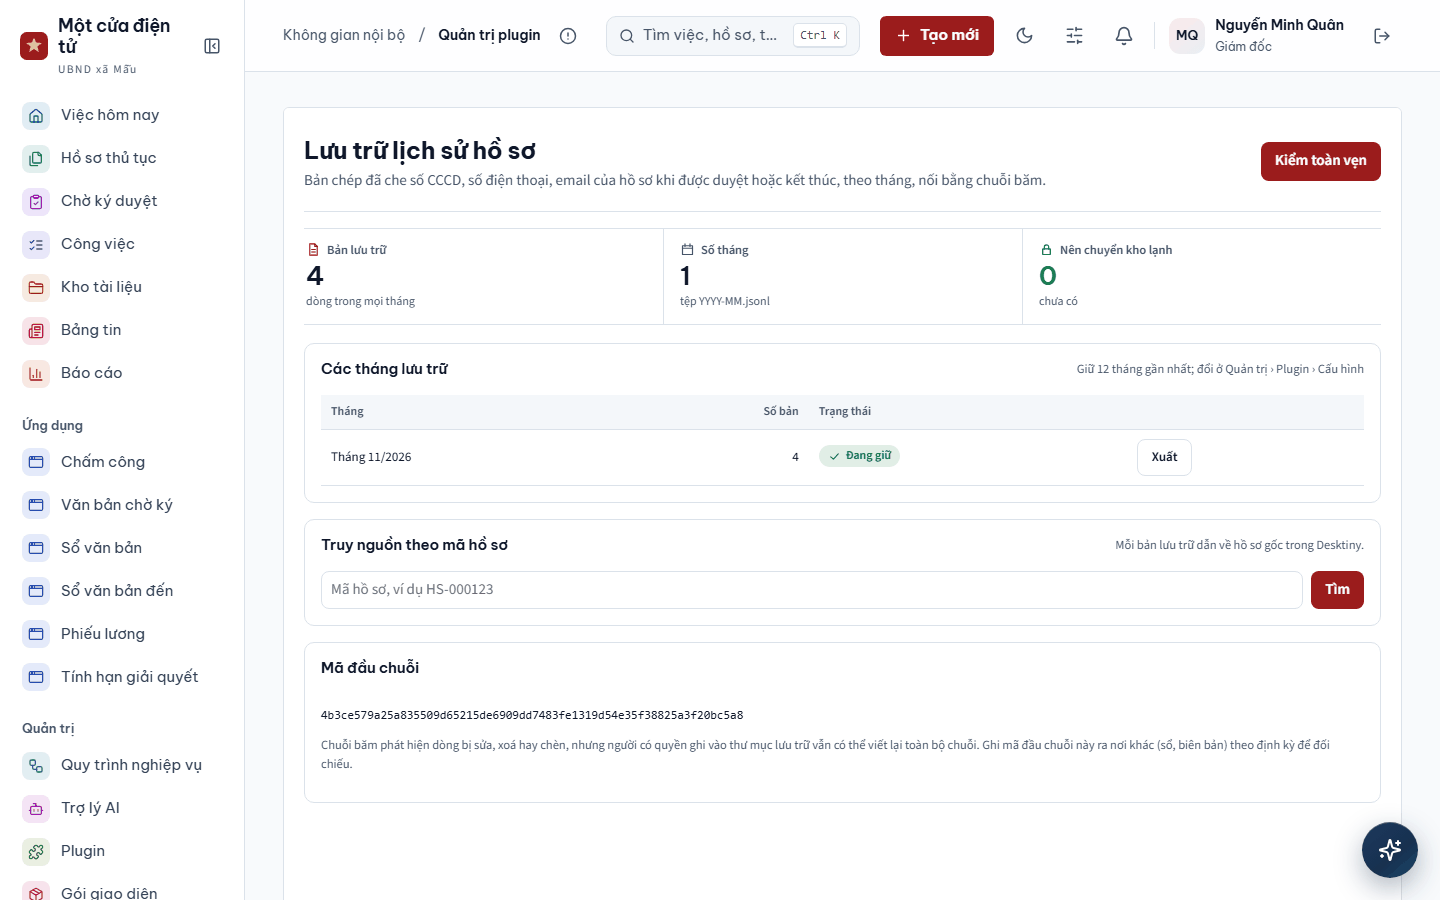 Một cửa điện tử
UBND xã Mẫu
Việc hôm nay
Hồ sơ thủ tục
Chờ ký duyệt
Công việc
Kho tài liệu
Bảng tin
Báo cáo
Ứng dụng
Chấm công
Văn bản chờ ký
Sổ văn bản
Sổ văn bản đến
Phiếu lương
Tính hạn giải quyết
Quản trị
Quy trình nghiệp vụ
Trợ lý AI
Plugin
Gói giao diện
Không gian nội bộ / Quản trị plugin
Tìm việc, hồ sơ, t... Ctrl K
Tạo mới
MQ
Nguyễn Minh Quân
Giám đốc
Lưu trữ lịch sử hồ sơ
Bản chép đã che số CCCD, số điện thoại, email của hồ sơ khi được duyệt hoặc kết thúc, theo tháng, nối bằng chuỗi băm.
Kiểm toàn vẹn
Bản lưu trữ
4
dòng trong mọi tháng
Số tháng
1
tệp YYYY-MM.jsonl
Nên chuyển kho lạnh
0
chưa có
Các tháng lưu trữ
Giữ 12 tháng gần nhất; đổi ở Quản trị › Plugin › Cấu hình
Tháng Số bản Trạng thái
Tháng 11/2026 4 Đang giữ Xuất
Truy nguồn theo mã hồ sơ
Mỗi bản lưu trữ dẫn về hồ sơ gốc trong Desktiny.
Mã hồ sơ, ví dụ HS-000123
Tìm
Mã đầu chuỗi
4b3ce579a25a835509d65215de6909dd7483fe1319d54e35f38825a3f20bc5a8
Chuỗi băm phát hiện dòng bị sửa, xoá hay chèn, nhưng người có quyền ghi vào thư mục lưu trữ vẫn có thể viết lại toàn bộ chuỗi. Ghi mã đầu chuỗi này ra nơi khác (sổ, biên bản) theo định kỳ để đối
chiếu.